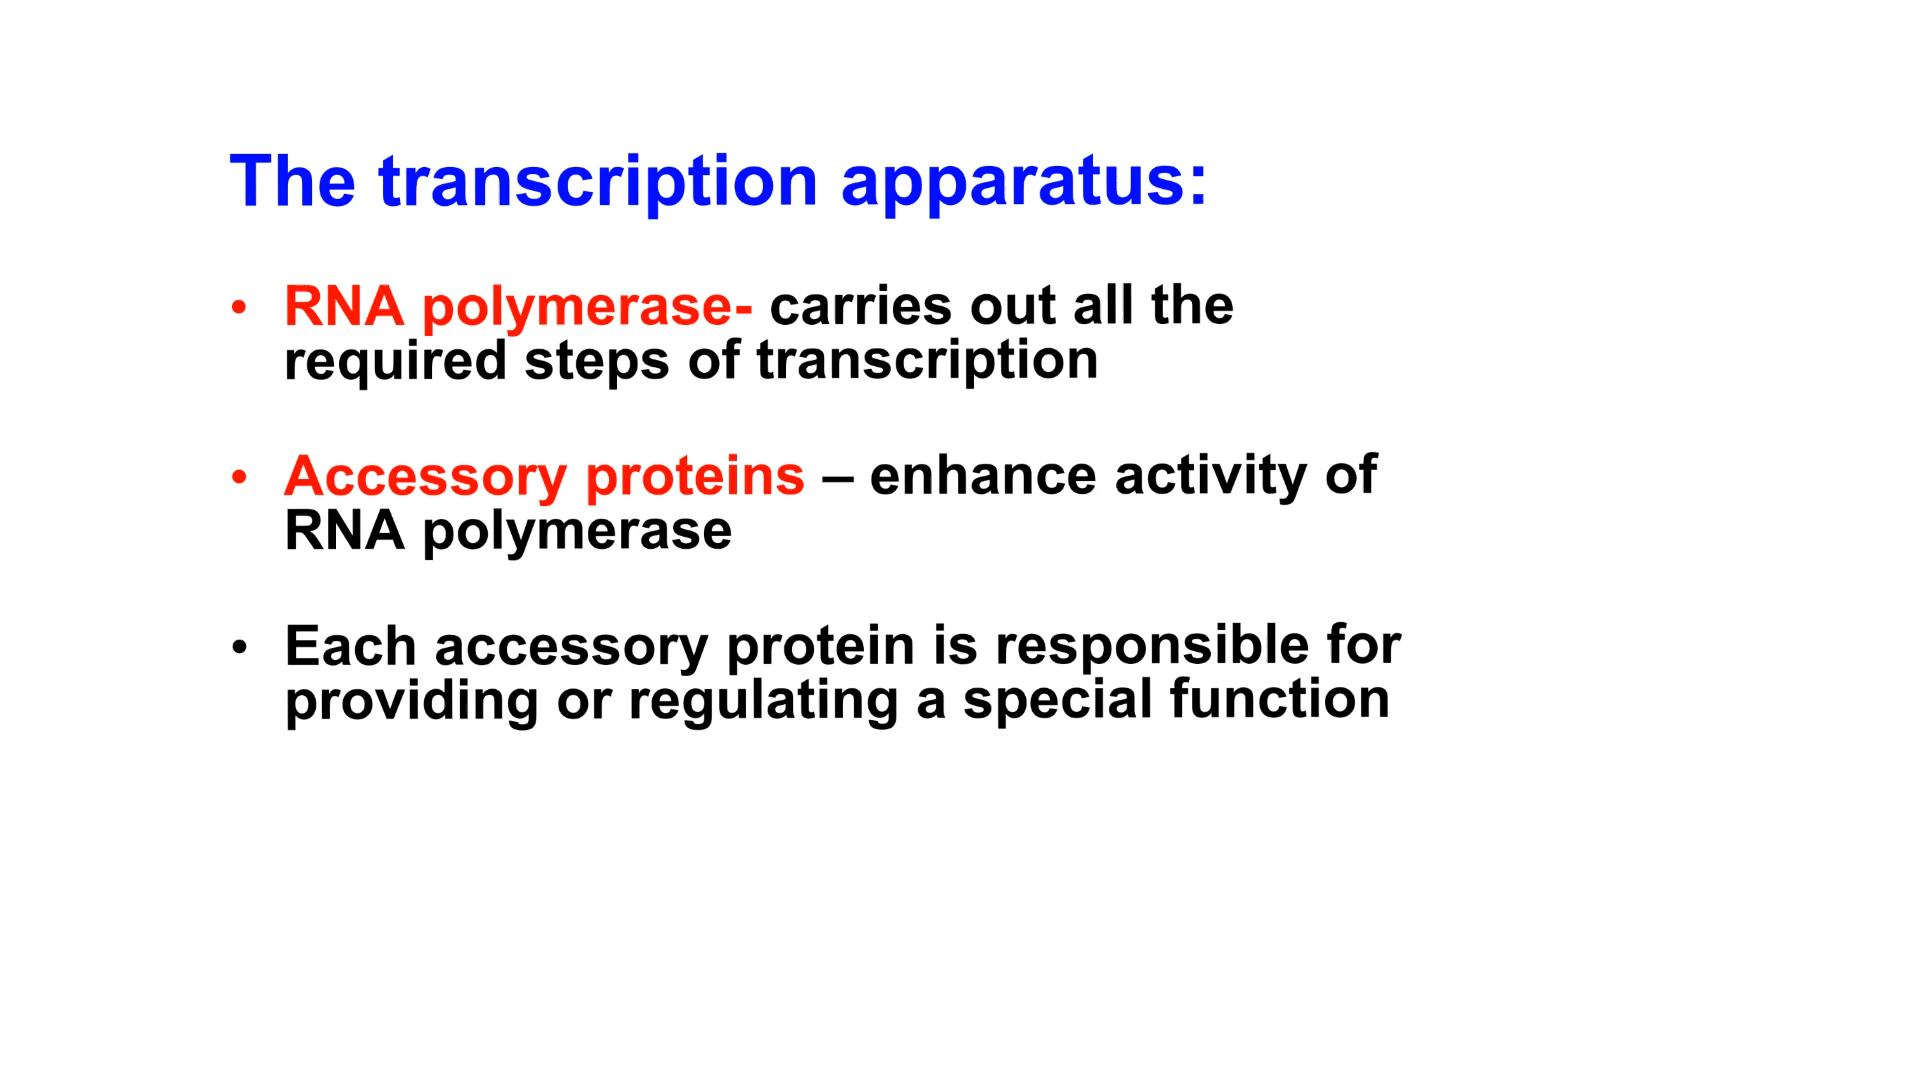 The transcription apparatus:
• RNA polymerase- carries out all the
required steps of transcription
• Accessory proteins – enhance activity of
RNA polymerase
• Each accessory protein is responsible for
providing or regulating a special function